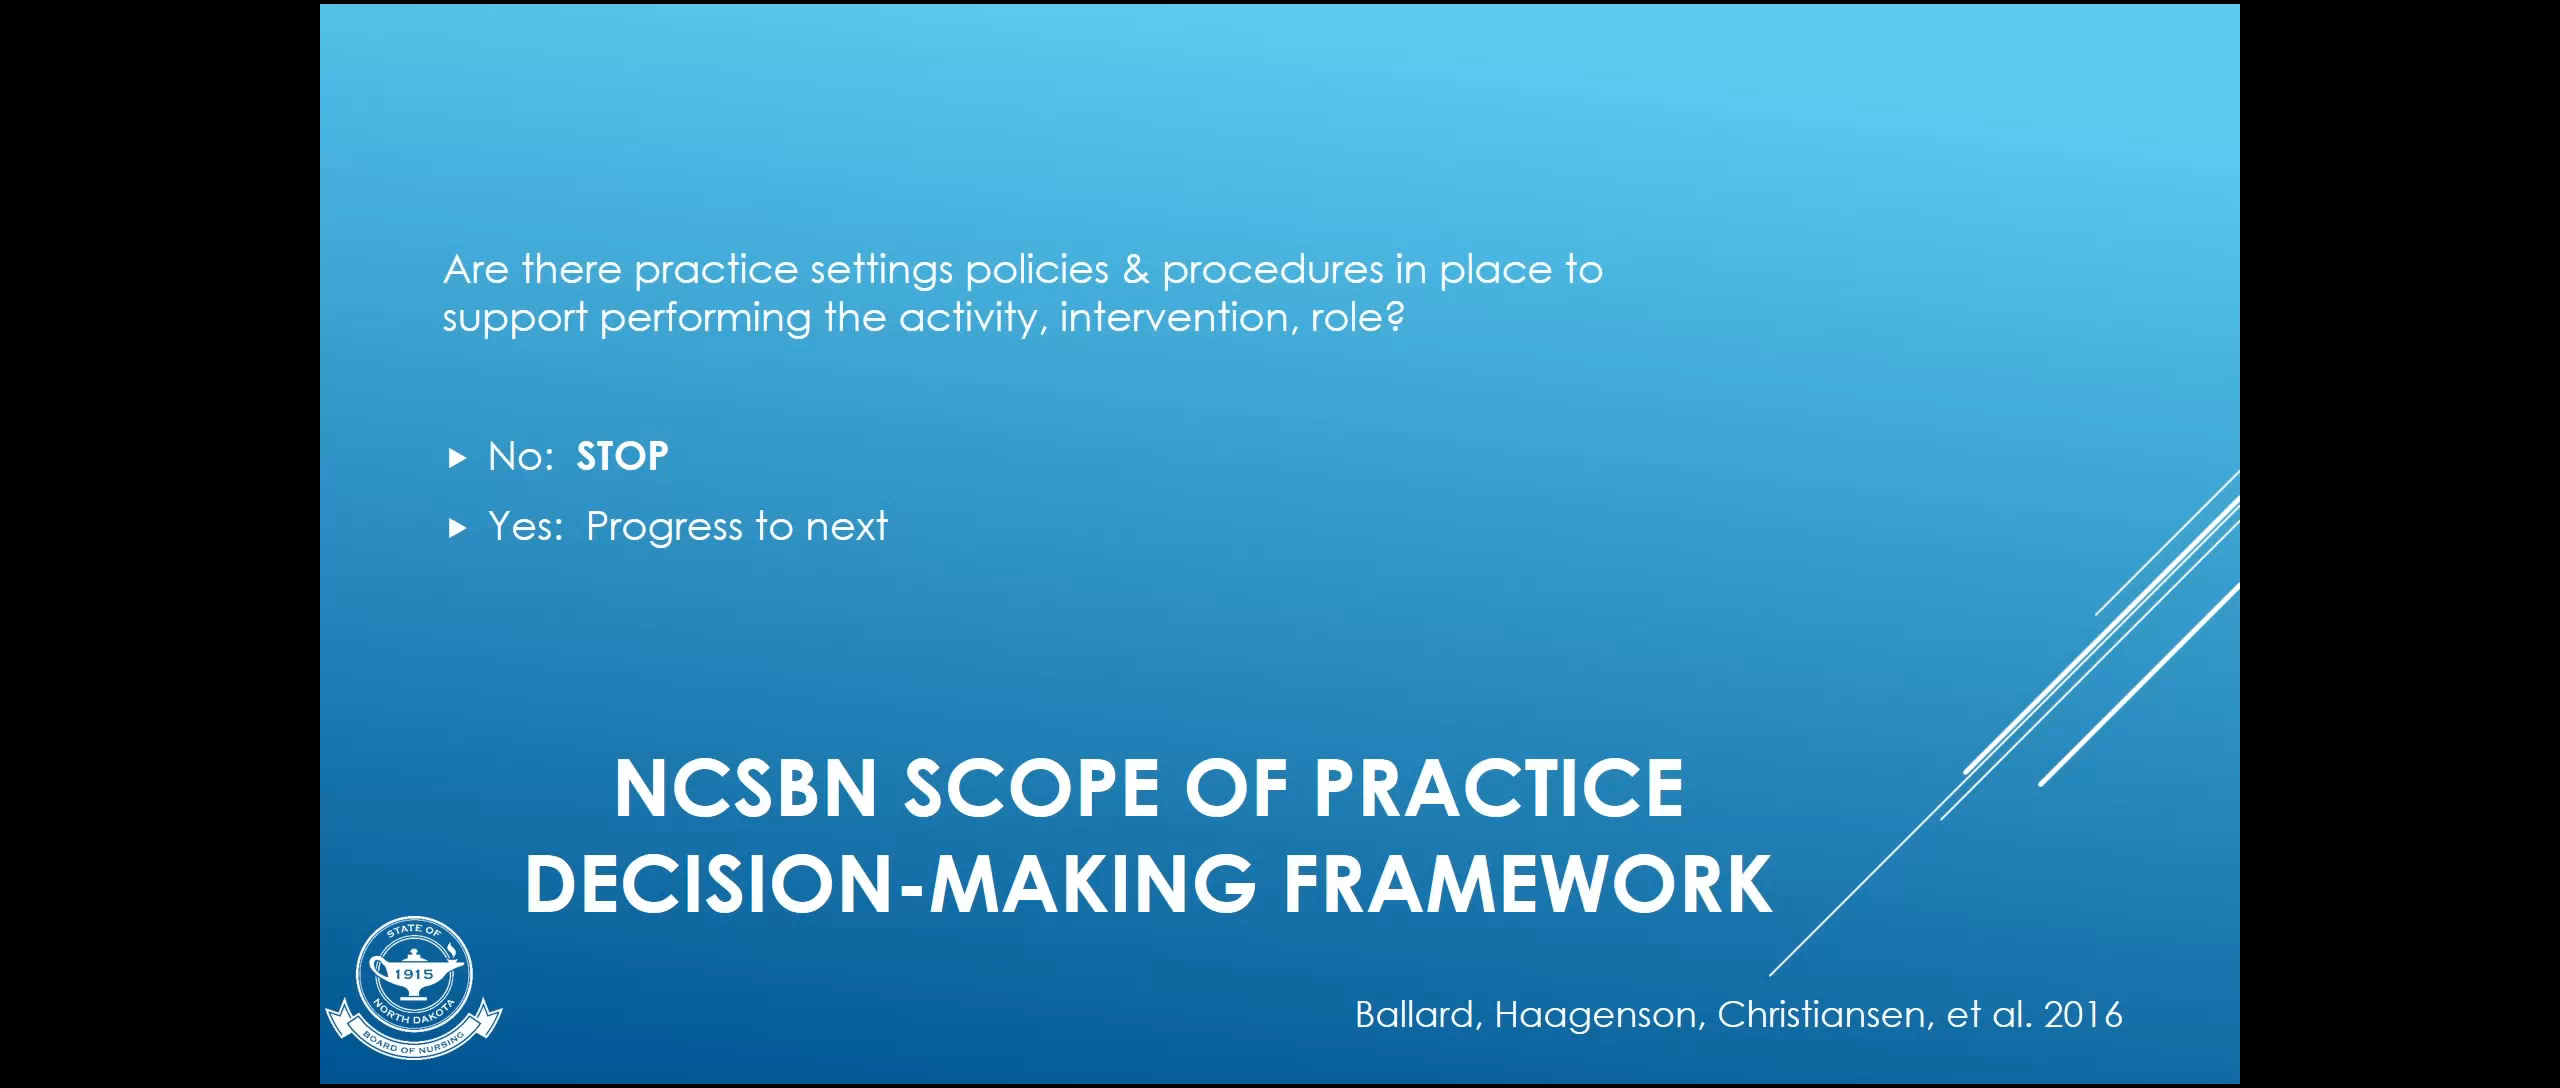 Are there practice settings policies & procedures in place to
support performing the activity, intervention, role?
No: STOP
Yes: Progress to next
NCSBN SCOPE OF PRACTICE
DECISION-MAKING FRAMEWORK
STATE OF
1915
NORTH DAKOTA
BOARD OF NURSING
Ballard, Haagenson, Christiansen, et al. 2016